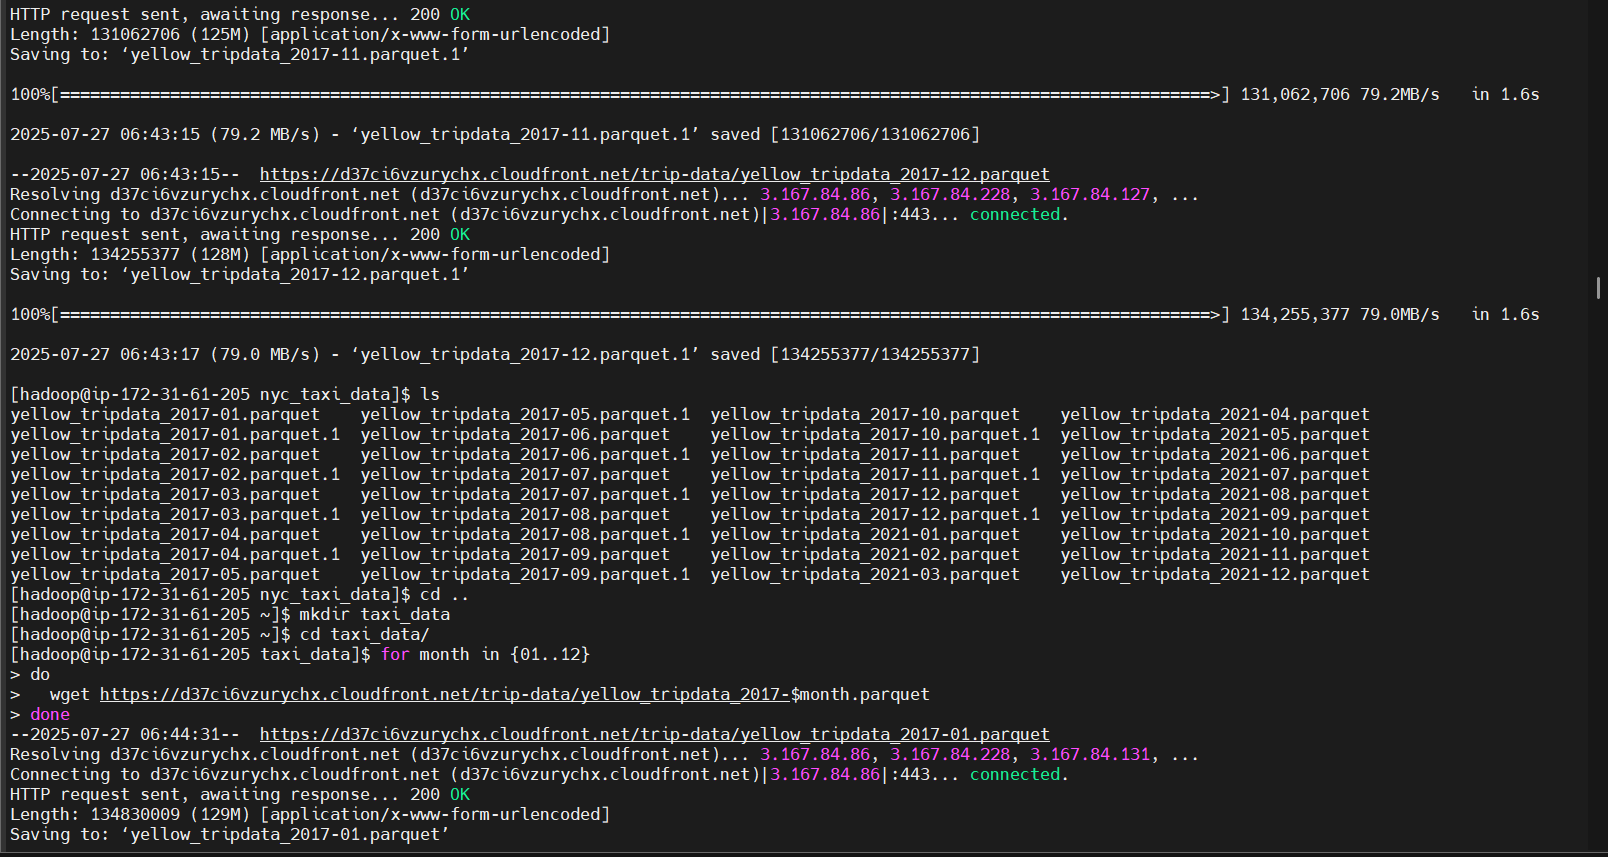 HTTP request sent, awaiting response... 200 OK
Length: 131062706 (125M) [application/x-www-form-urlencoded]
Saving to: ‘yellow_tripdata_2017-11.parquet.1’
100%[===================================================================================================================>] 131,062,706 79.2MB/s   in 1.6s
2025-07-27 06:43:15 (79.2 MB/s) - ‘yellow_tripdata_2017-11.parquet.1’ saved [131062706/131062706]
--2025-07-27 06:43:15--  https://d37ci6vzurychx.cloudfront.net/trip-data/yellow_tripdata_2017-12.parquet
Resolving d37ci6vzurychx.cloudfront.net (d37ci6vzurychx.cloudfront.net)... 3.167.84.86, 3.167.84.228, 3.167.84.127, ...
Connecting to d37ci6vzurychx.cloudfront.net (d37ci6vzurychx.cloudfront.net)|3.167.84.86|:443... connected.
HTTP request sent, awaiting response... 200 OK
Length: 134255377 (128M) [application/x-www-form-urlencoded]
Saving to: ‘yellow_tripdata_2017-12.parquet.1’
100%[===================================================================================================================>] 134,255,377 79.0MB/s   in 1.6s
2025-07-27 06:43:17 (79.0 MB/s) - ‘yellow_tripdata_2017-12.parquet.1’ saved [134255377/134255377]
[hadoop@ip-172-31-61-205 nyc_taxi_data]$ ls
yellow_tripdata_2017-01.parquet    yellow_tripdata_2017-05.parquet.1  yellow_tripdata_2017-10.parquet    yellow_tripdata_2021-04.parquet
yellow_tripdata_2017-01.parquet.1  yellow_tripdata_2017-06.parquet    yellow_tripdata_2017-10.parquet.1  yellow_tripdata_2021-05.parquet
yellow_tripdata_2017-02.parquet    yellow_tripdata_2017-06.parquet.1  yellow_tripdata_2017-11.parquet    yellow_tripdata_2021-06.parquet
yellow_tripdata_2017-02.parquet.1  yellow_tripdata_2017-07.parquet    yellow_tripdata_2017-11.parquet.1  yellow_tripdata_2021-07.parquet
yellow_tripdata_2017-03.parquet    yellow_tripdata_2017-07.parquet.1  yellow_tripdata_2017-12.parquet    yellow_tripdata_2021-08.parquet
yellow_tripdata_2017-03.parquet.1  yellow_tripdata_2017-08.parquet    yellow_tripdata_2017-12.parquet.1  yellow_tripdata_2021-09.parquet
yellow_tripdata_2017-04.parquet    yellow_tripdata_2017-08.parquet.1  yellow_tripdata_2021-01.parquet    yellow_tripdata_2021-10.parquet
yellow_tripdata_2017-04.parquet.1  yellow_tripdata_2017-09.parquet    yellow_tripdata_2021-02.parquet    yellow_tripdata_2021-11.parquet
yellow_tripdata_2017-05.parquet    yellow_tripdata_2017-09.parquet.1  yellow_tripdata_2021-03.parquet    yellow_tripdata_2021-12.parquet
[hadoop@ip-172-31-61-205 nyc_taxi_data]$ cd ..
[hadoop@ip-172-31-61-205 ~]$ mkdir taxi_data
[hadoop@ip-172-31-61-205 ~]$ cd taxi_data/
[hadoop@ip-172-31-61-205 taxi_data]$ for month in {01..12}
> do
>   wget https://d37ci6vzurychx.cloudfront.net/trip-data/yellow_tripdata_2017-$month.parquet
> done
--2025-07-27 06:44:31--  https://d37ci6vzurychx.cloudfront.net/trip-data/yellow_tripdata_2017-01.parquet
Resolving d37ci6vzurychx.cloudfront.net (d37ci6vzurychx.cloudfront.net)... 3.167.84.86, 3.167.84.228, 3.167.84.131, ...
Connecting to d37ci6vzurychx.cloudfront.net (d37ci6vzurychx.cloudfront.net)|3.167.84.86|:443... connected.
HTTP request sent, awaiting response... 200 OK
Length: 134830009 (129M) [application/x-www-form-urlencoded]
Saving to: ‘yellow_tripdata_2017-01.parquet’